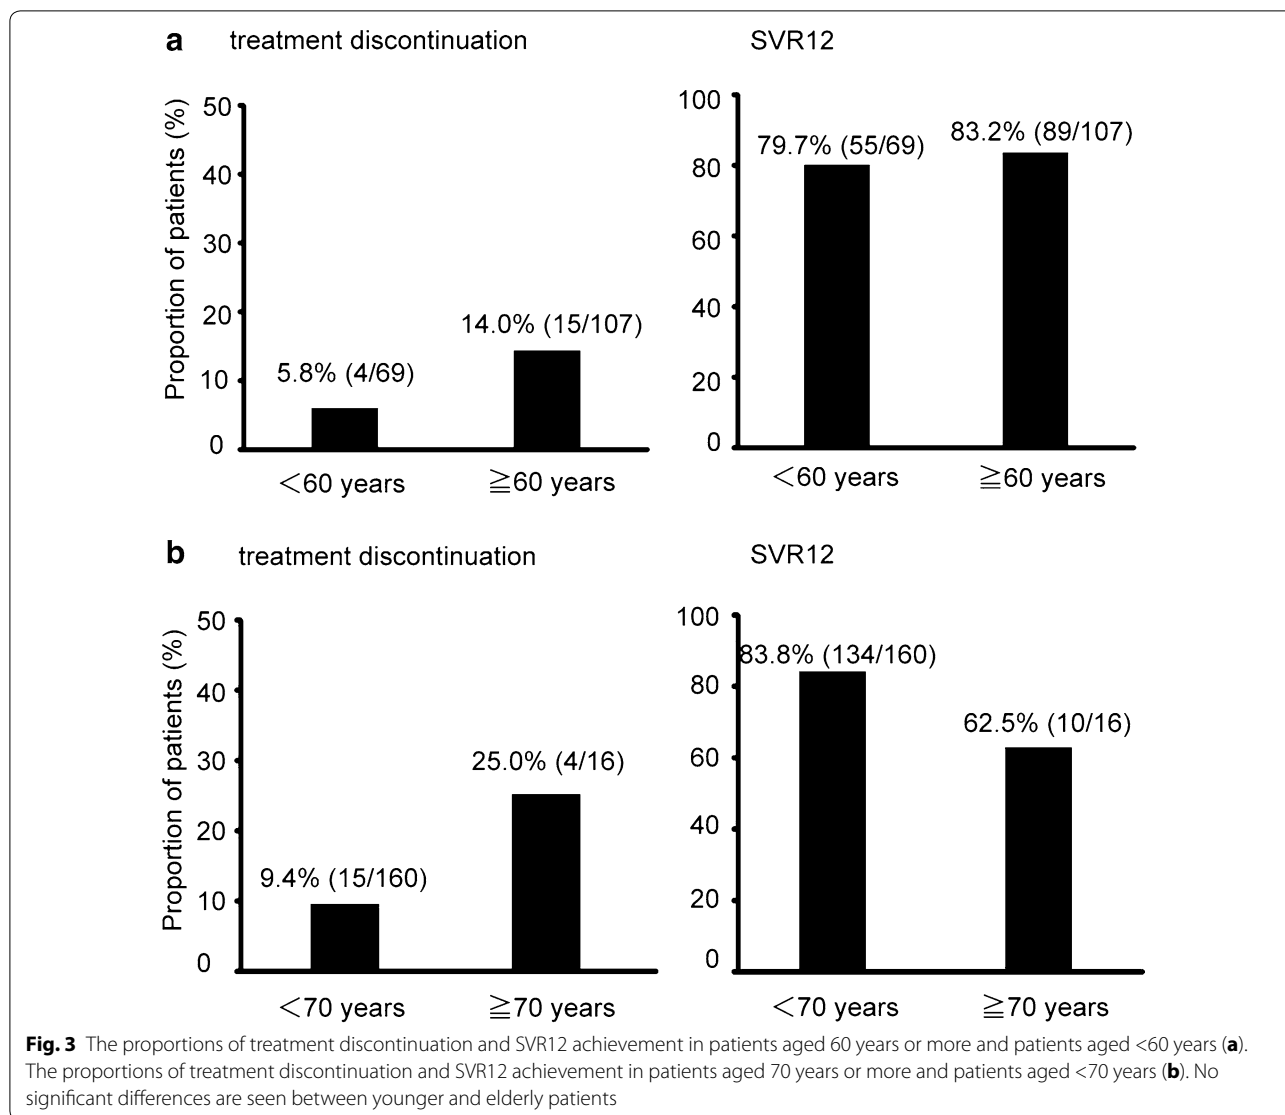 a treatment discontinuation SVR12
Proportion of patients (%)
50
40
30
20
10
0
5.8% (4/69)
14.0% (15/107)
<60 years ≧60 years
100
80
60
40
20
0
79.7% (55/69)
83.2% (89/107)
<60 years ≧60 years
b treatment discontinuation SVR12
Proportion of patients (%)
50
40
30
20
10
0
9.4% (15/160)
25.0% (4/16)
<70 years ≧70 years
100
80
60
40
20
0
83.8% (134/160)
62.5% (10/16)
<70 years ≧70 years
Fig. 3 The proportions of treatment discontinuation and SVR12 achievement in patients aged 60 years or more and patients aged <60 years (a).
The proportions of treatment discontinuation and SVR12 achievement in patients aged 70 years or more and patients aged <70 years (b). No
significant differences are seen between younger and elderly patients